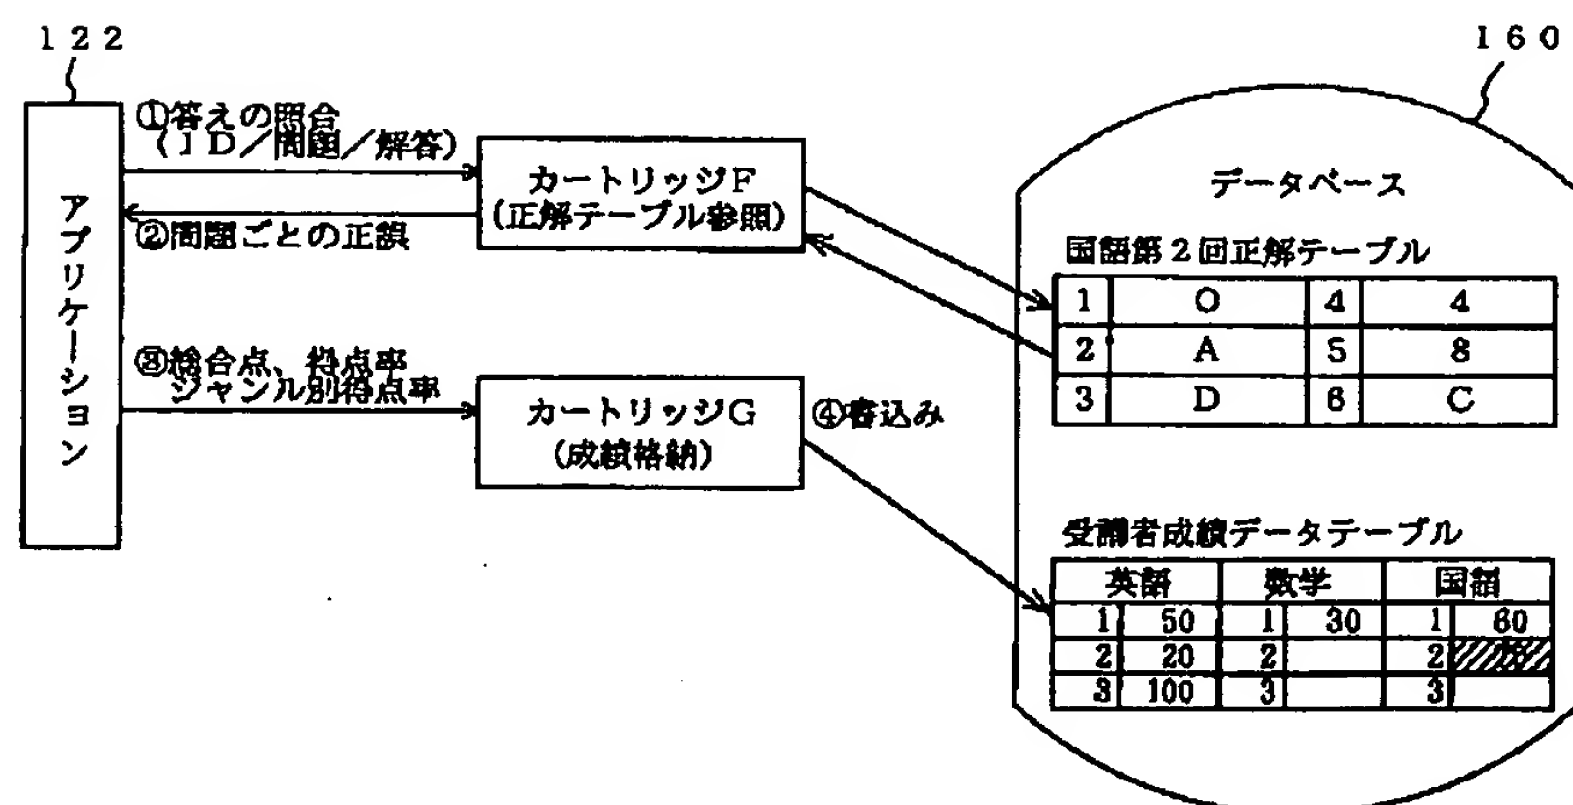 122
160
①答えの照合
(ID/問題/解答)
アプリケーション
カートリッジF
(正解テーブル参照)
②問題ごとの正誤
データベース
国語第2回正解テーブル
1 O 4 4
2 A 5 8
3 D 6 C
③総合点、得点率
ジャンル別得点率
カートリッジG
(成績格納)
④書込み
受講者成績データテーブル
英語 数学 国語
1 50 1 30 1 60
2 20 2 2
3 100 3 3